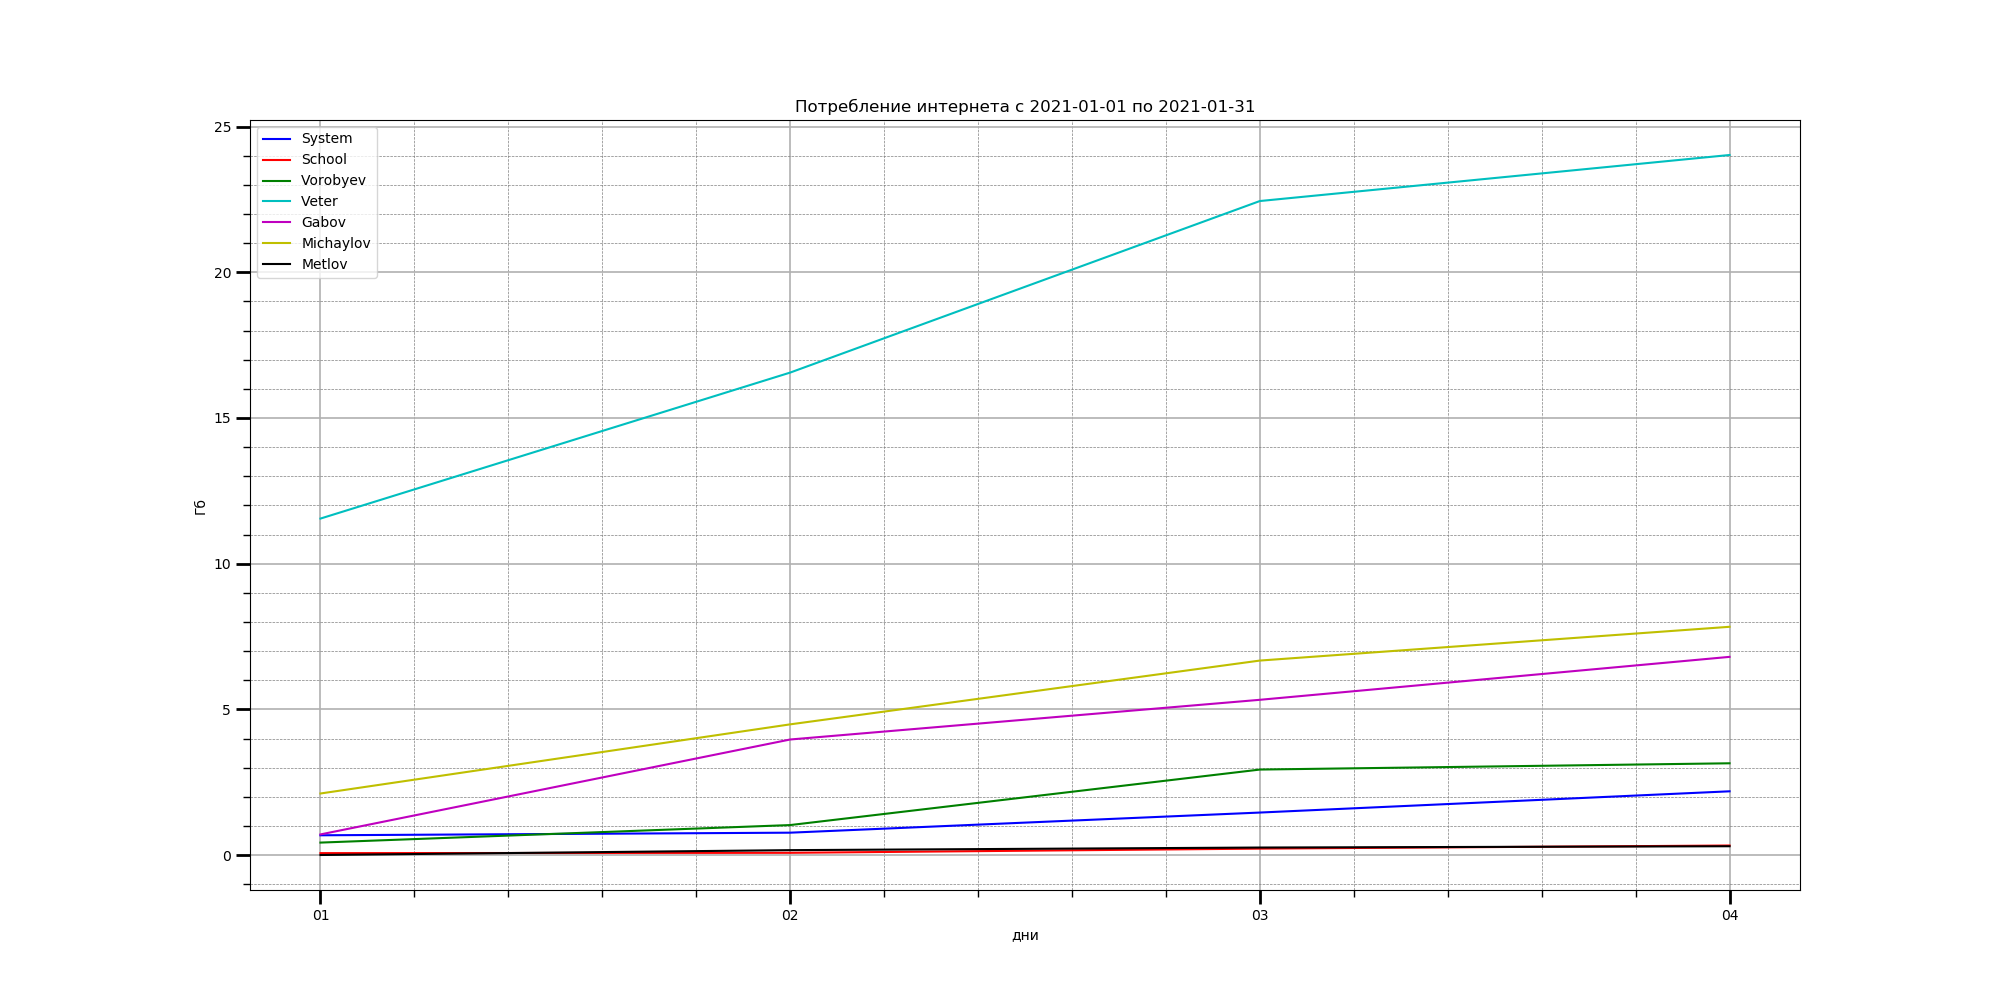 Потребление интернета с 2021-01-01 по 2021-01-31
25
System
School
Vorobyev
Veter
Gabov
Michaylov
Metlov
20
15
Гб
10
5
0
01 02 03 04
дни